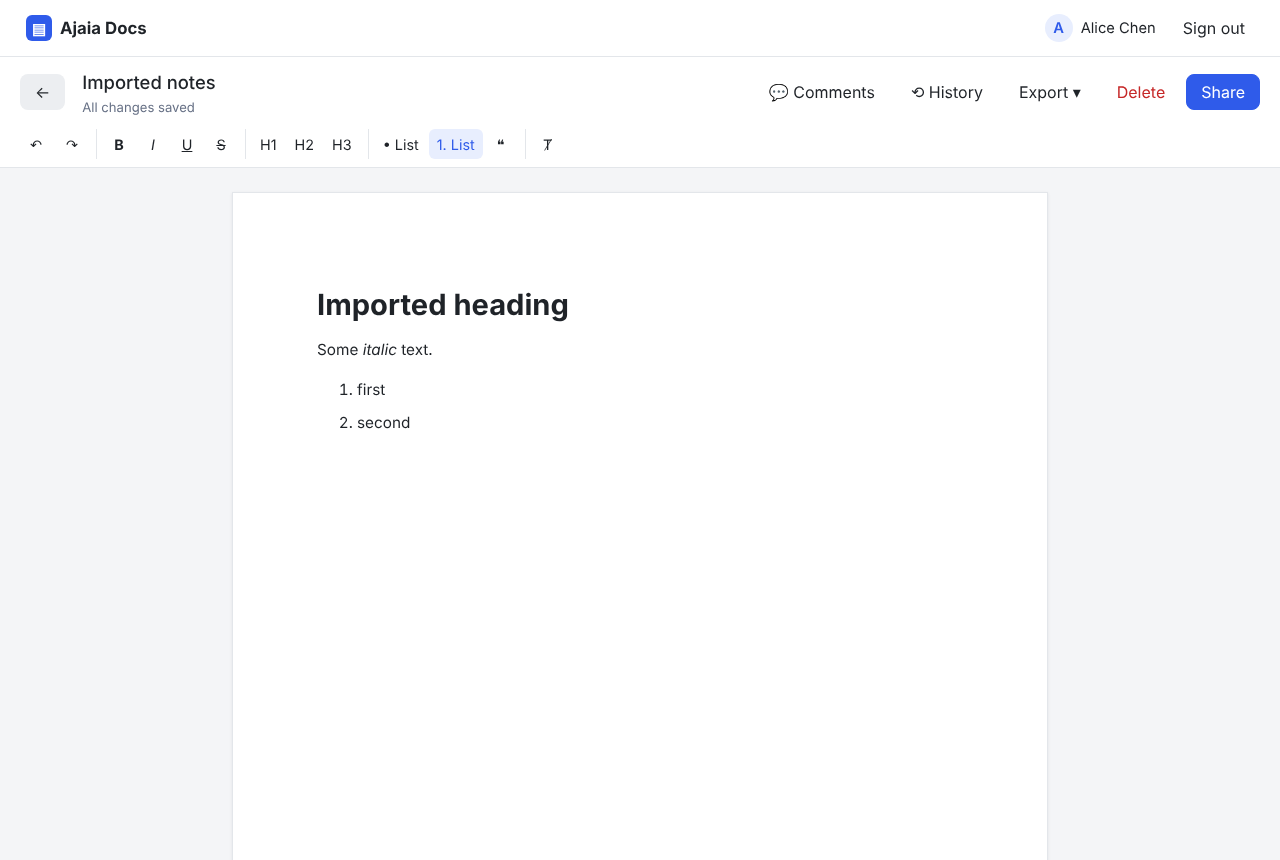 Ajaia Docs
A Alice Chen Sign out
← Imported notes
All changes saved
💬 Comments ⟲ History Export ▾ Delete Share
↶ ↷ B I U S H1 H2 H3 • List 1. List ❝ T
Imported heading
Some italic text.
1. first
2. second